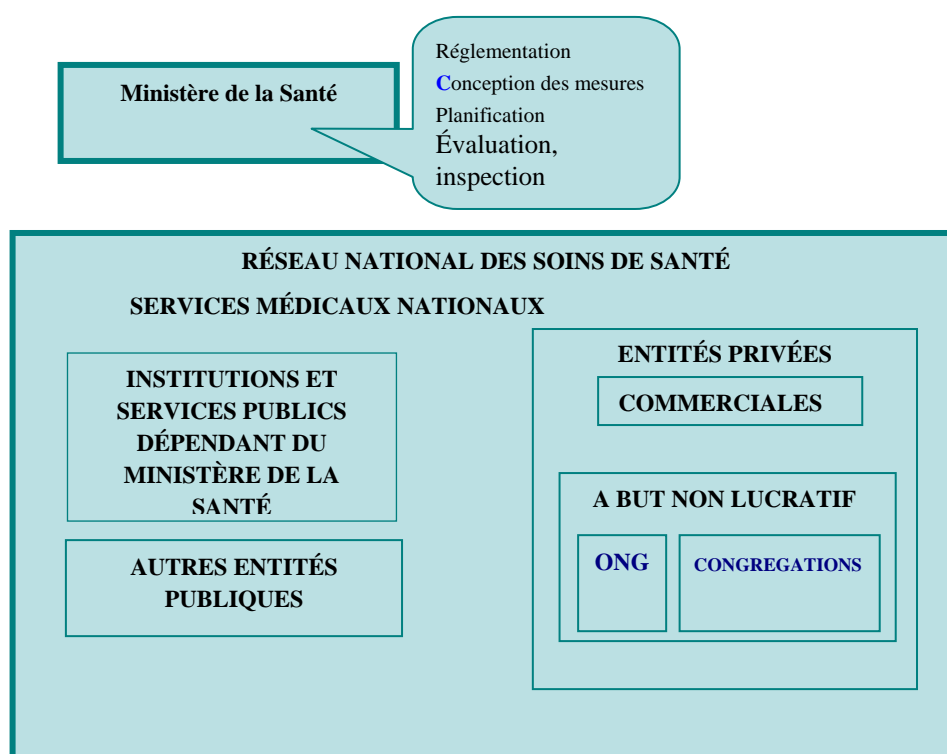 Ministère de la Santé
Réglementation
Conception des mesures
Planification
Évaluation,
inspection
RÉSEAU NATIONAL DES SOINS DE SANTÉ
SERVICES MÉDICAUX NATIONAUX
INSTITUTIONS ET
SERVICES PUBLICS
DÉPENDANT DU
MINISTÈRE DE LA
SANTÉ
AUTRES ENTITÉS
PUBLIQUES
ENTITÉS PRIVÉES
COMMERCIALES
A BUT NON LUCRATIF
ONG
CONGREGATIONS